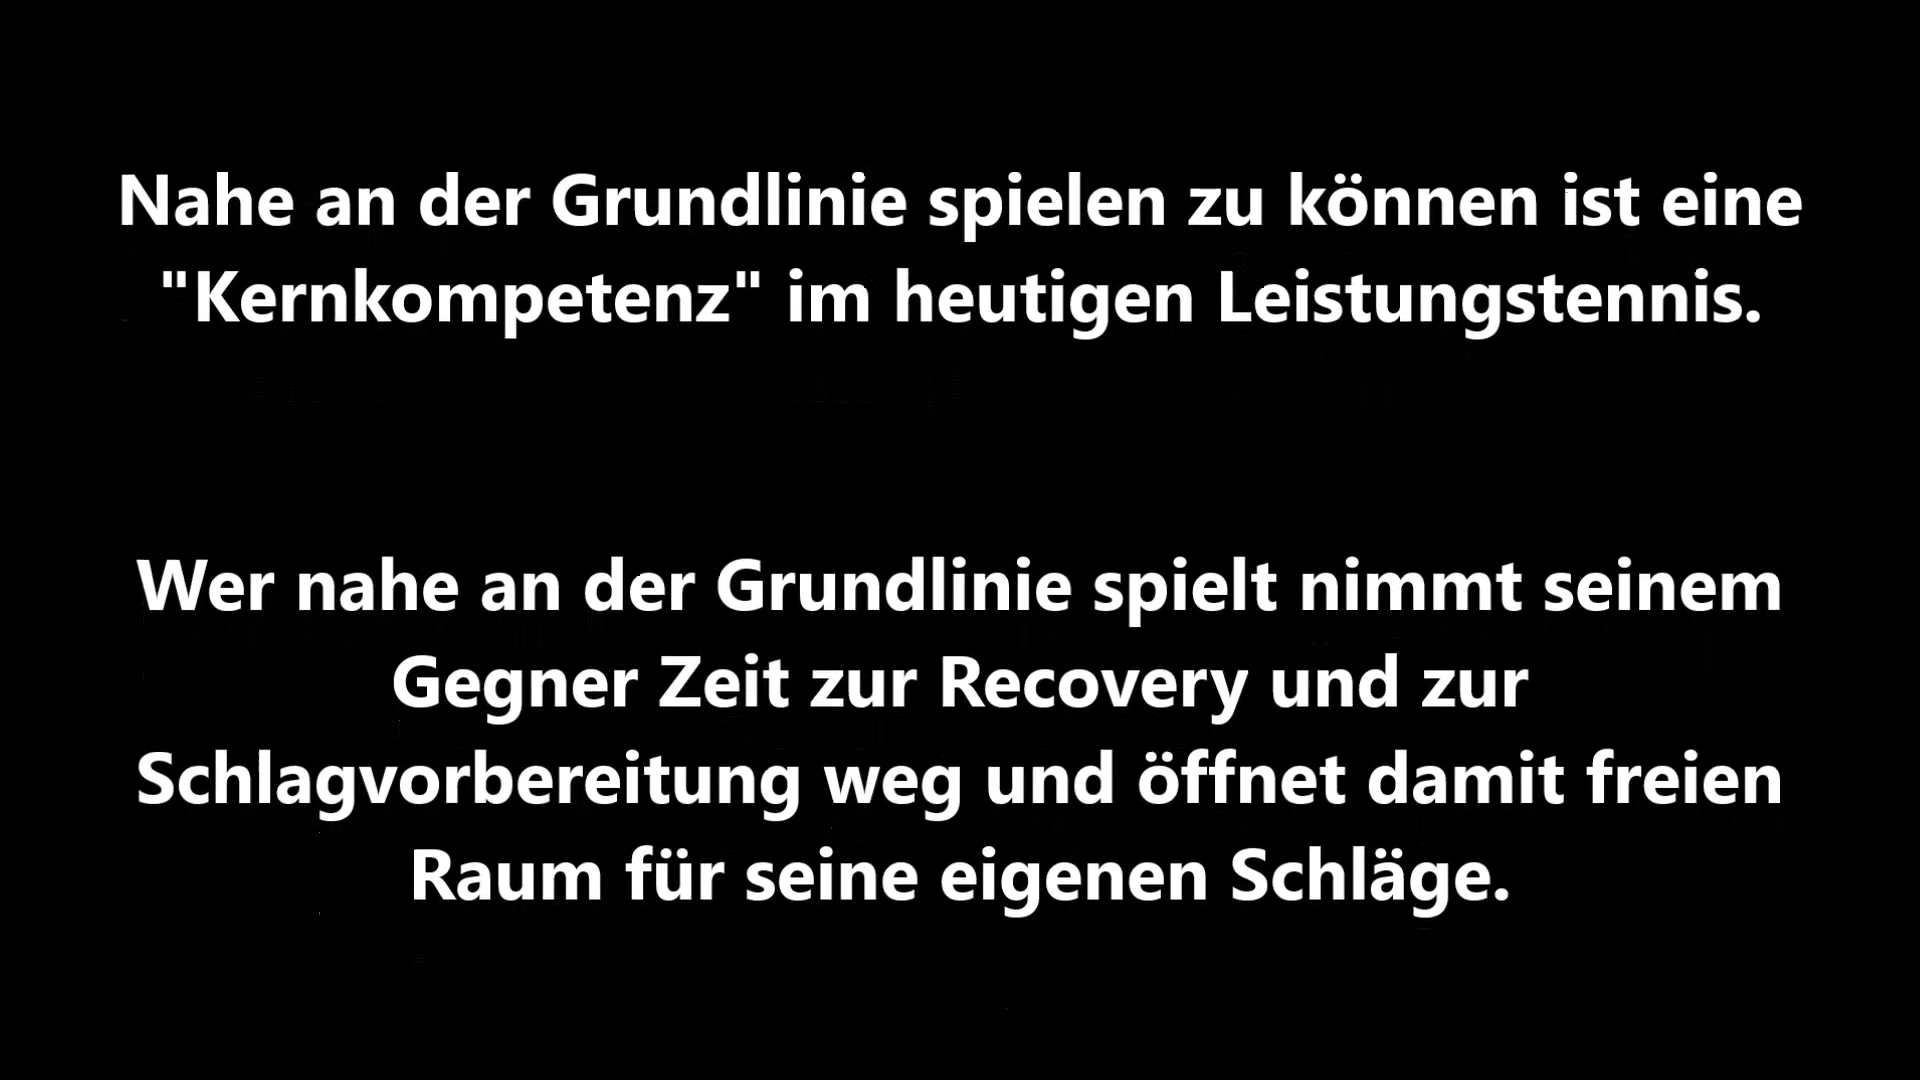 Nahe an der Grundlinie spielen zu können ist eine
"Kernkompetenz" im heutigen Leistungstennis.
Wer nahe an der Grundlinie spielt nimmt seinem
Gegner Zeit zur Recovery und zur
Schlagvorbereitung weg und öffnet damit freien
Raum für seine eigenen Schläge.